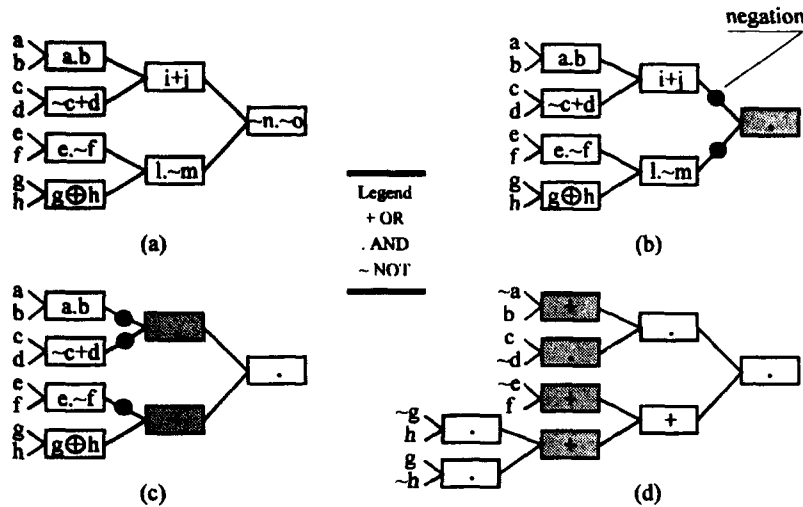 negation
a
b
a.b
c
d
~c+d
i+j
e
f
e.~f
~n.~o
g
h
g⊕h
l.~m
(a)
a
b
a.b
c
d
~c+d
i+j
e
f
e.~f
.
g
h
g⊕h
l.~m
(b)
Legend
+ OR
. AND
~ NOT
a
b
a.b
c
d
~c+d
e
f
e.~f
.
g
h
g⊕h
(c)
~a
b
+
c
~d
.
.
~e
f
+
.
~g
h
.
+
+
g
~h
.
(d)